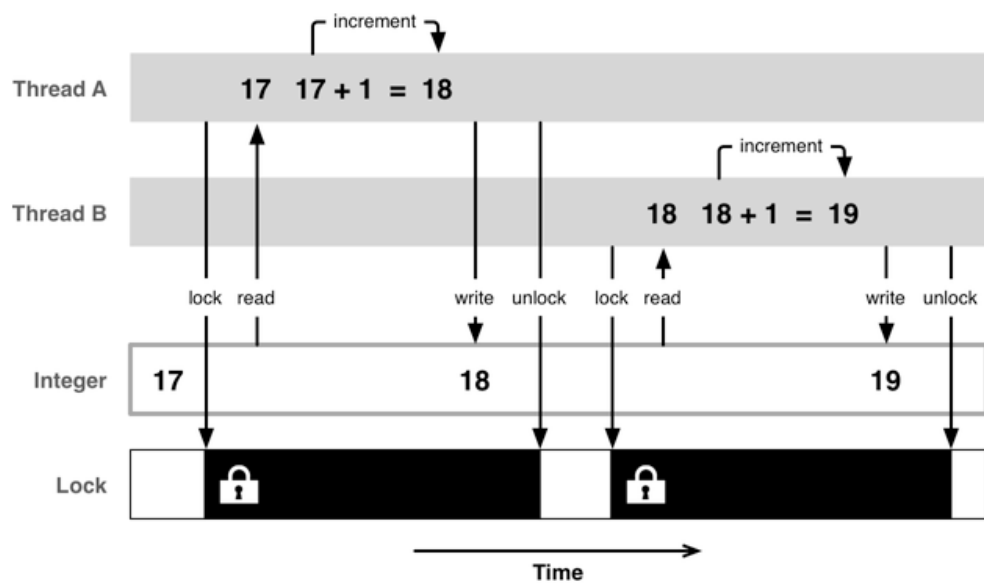 increment
Thread A
17 17 + 1 = 18
increment
Thread B
18 18 + 1 = 19
lock read write unlock lock read write unlock
Integer
17 18 19
Lock
Time